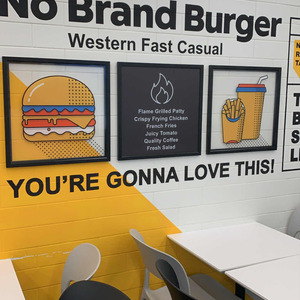 No Brand Burger
Western Fast Casual
Flame Grilled Patty
Crispy Frying Chicken
French Fries
Juicy Tomato
Quality Coffee
Fresh Salad
YOU'RE GONNA LOVE THIS!